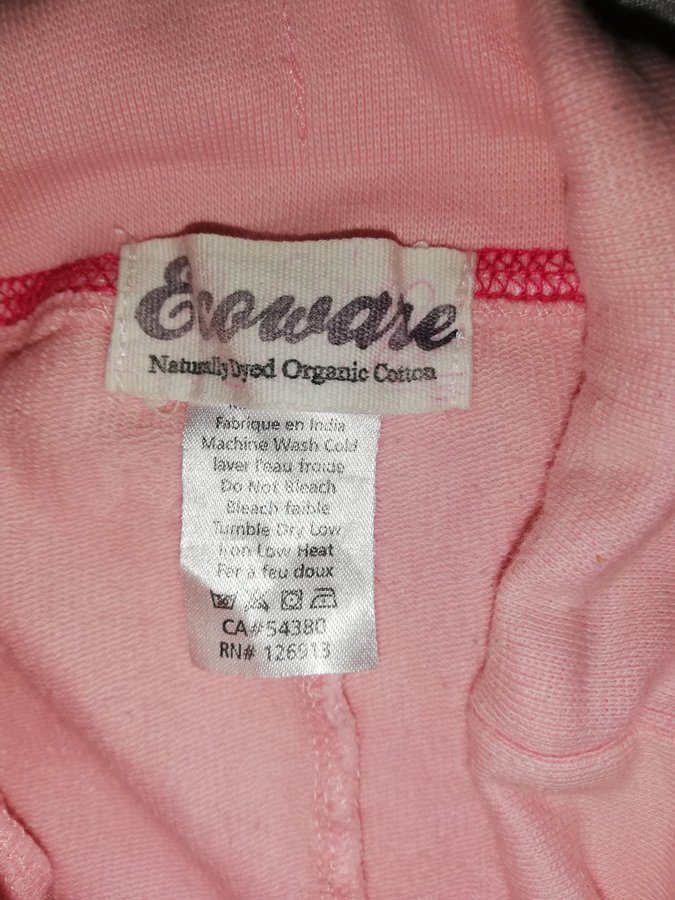 Ecoware
Naturally Dyed Organic Cotton
Fabrique en India
Machine Wash Cold
laver l'eau froiue
Do Not Bleach
Bleach faible
Tumble Dry Low
Iron Low Heat
Fer a feu doux
CA#54380
RN# 126913